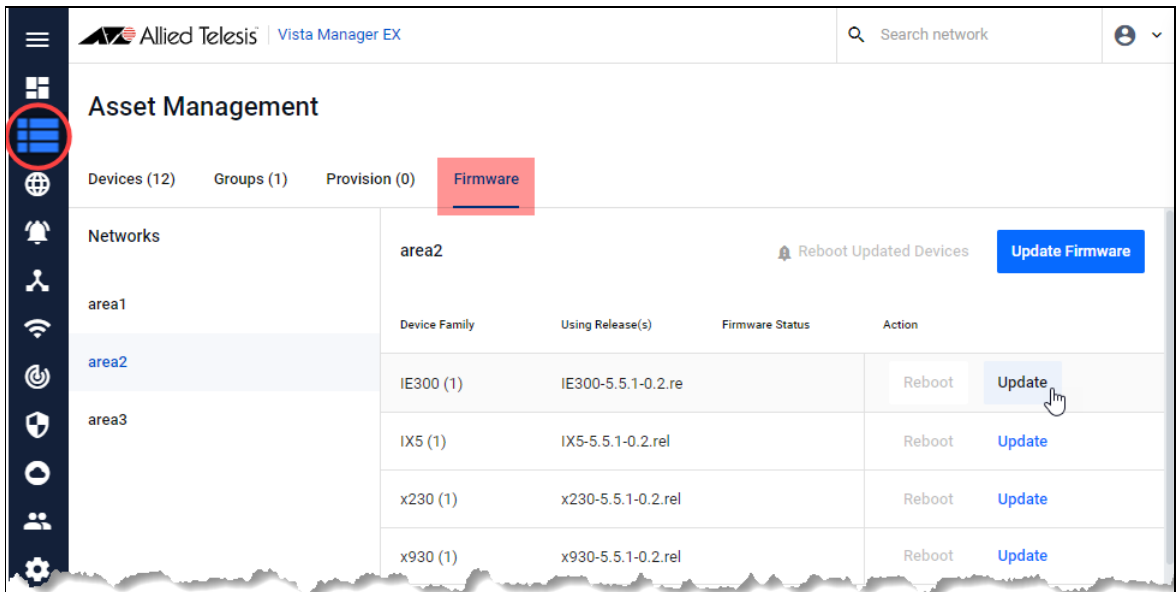 Allied Telesis Vista Manager EX
Search network
Asset Management
Devices (12) Groups (1) Provision (0) Firmware
Networks
area1
area2
area3
area2 Reboot Updated Devices Update Firmware
Device Family Using Release(s) Firmware Status Action
IE300 (1) IE300-5.5.1-0.2.re Reboot Update
IX5 (1) IX5-5.5.1-0.2.rel Reboot Update
x230 (1) x230-5.5.1-0.2.rel Reboot Update
x930 (1) x930-5.5.1-0.2.rel Reboot Update